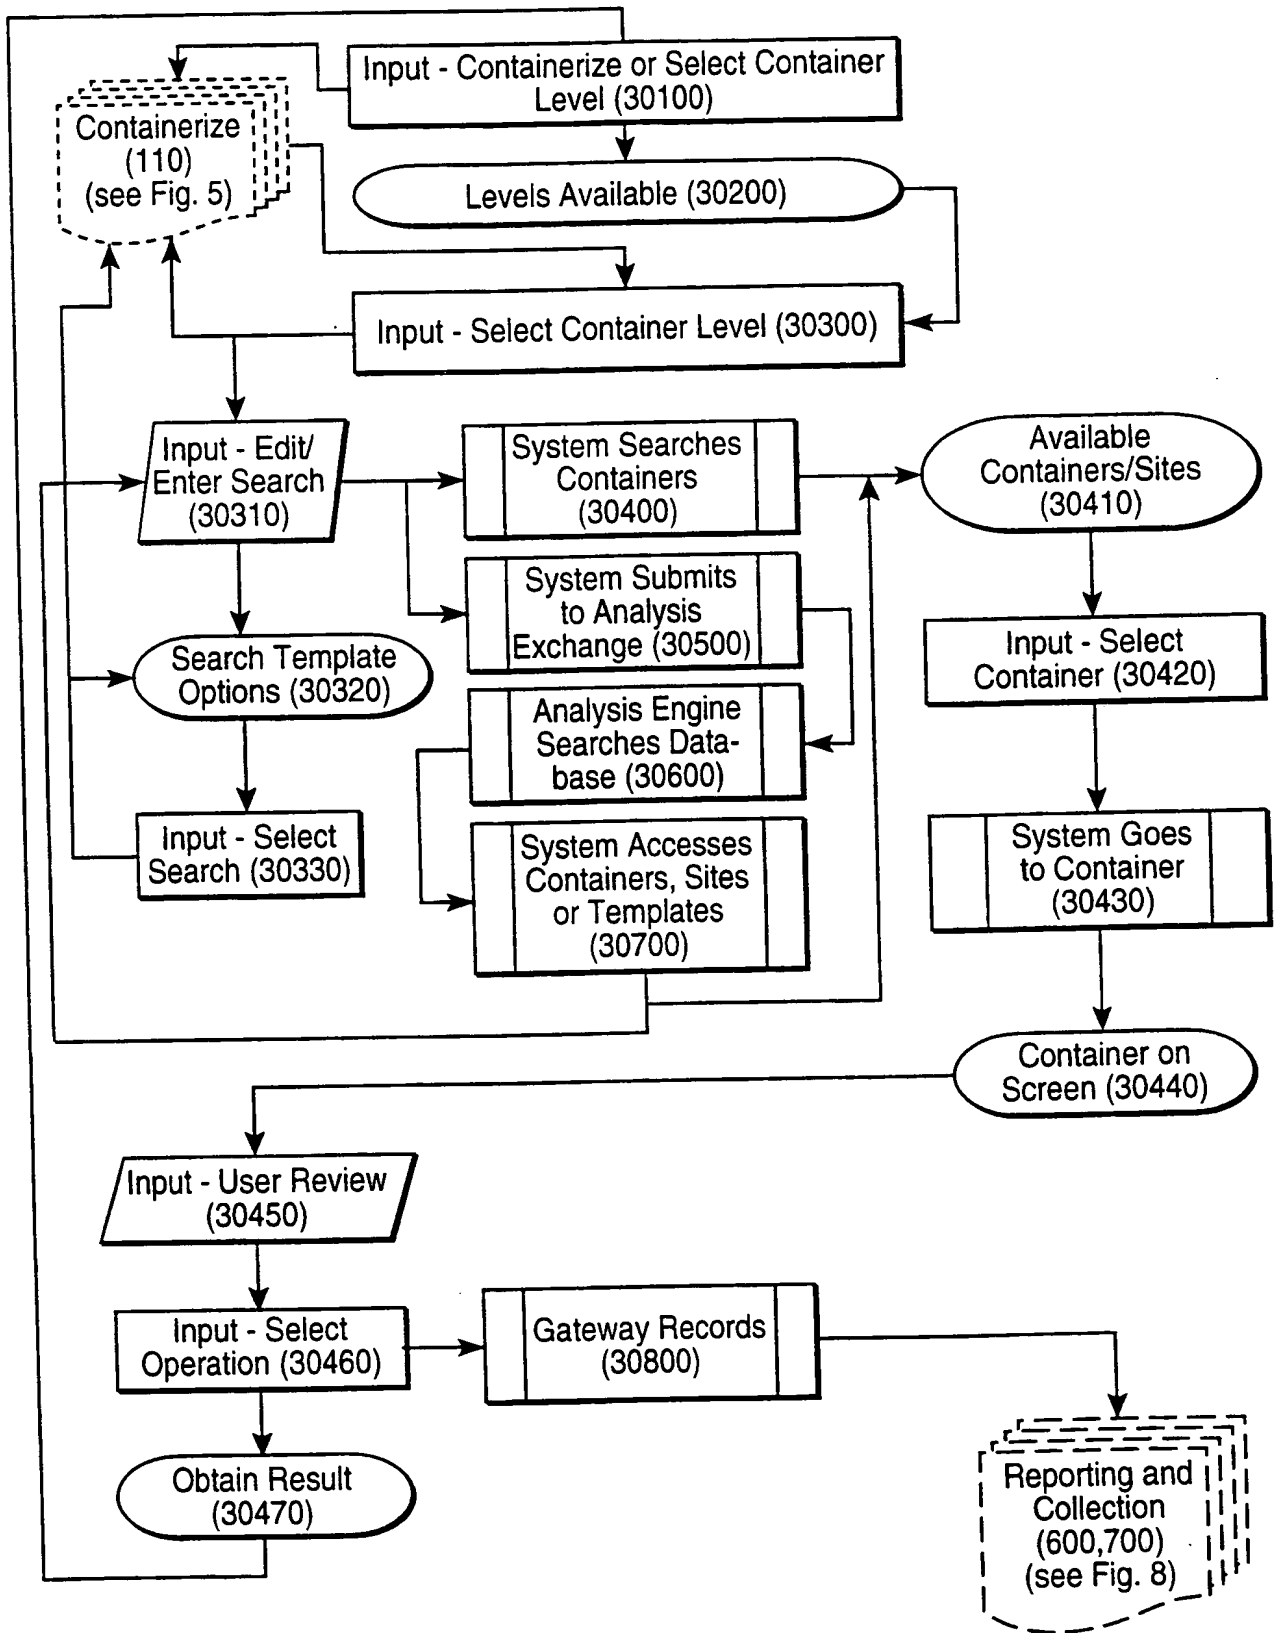 Input - Containerize or Select Container
Level (30100)
Containerize
(110)
(see Fig. 5)
Levels Available (30200)
Input - Select Container Level (30300)
Input - Edit/
Enter Search
(30310)
System Searches
Containers
(30400)
Available
Containers/Sites
(30410)
System Submits
to Analysis
Exchange (30500)
Search Template
Options (30320)
Input - Select
Container (30420)
Analysis Engine
Searches Data-
base (30600)
Input - Select
Search (30330)
System Accesses
Containers, Sites
or Templates
(30700)
System Goes
to Container
(30430)
Container on
Screen (30440)
Input - User Review
(30450)
Input - Select
Operation (30460)
Gateway Records
(30800)
Obtain Result
(30470)
Reporting and
Collection
(600,700)
(see Fig. 8)